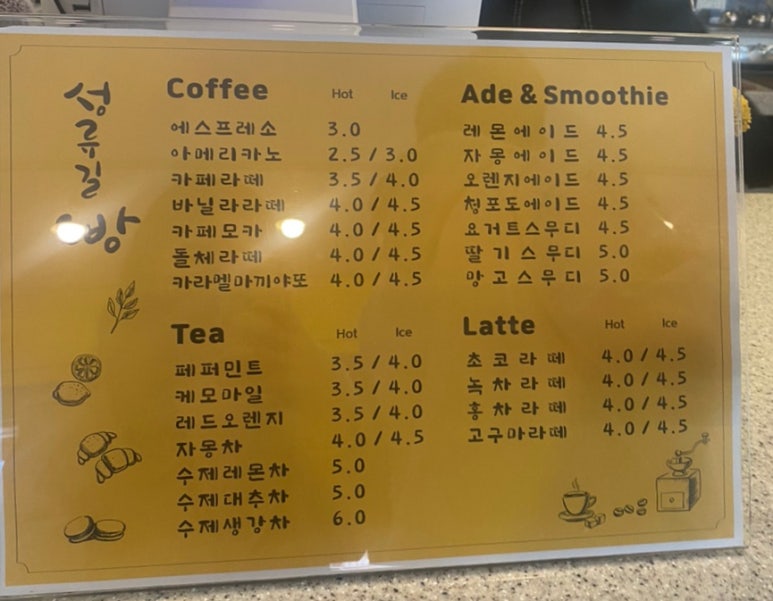 성류길빵
Coffee Hot Ice
에스프레소 3.0
아메리카노 2.5 / 3.0
카페라떼 3.5 / 4.0
바닐라라떼 4.0 / 4.5
카페모카 4.0 / 4.5
돌체라떼 4.0 / 4.5
카라멜마끼야또 4.0 / 4.5
Tea Hot Ice
페퍼민트 3.5 / 4.0
케모마일 3.5 / 4.0
레드오렌지 3.5 / 4.0
자몽차 4.0 / 4.5
수제레몬차 5.0
수제대추차 5.0
수제생강차 6.0
Ade & Smoothie
레몬에이드 4.5
자몽에이드 4.5
오렌지에이드 4.5
청포도에이드 4.5
요거트스무디 4.5
딸기스무디 5.0
망고스무디 5.0
Latte Hot Ice
초코라떼 4.0 / 4.5
녹차라떼 4.0 / 4.5
홍차라떼 4.0 / 4.5
고구마라떼 4.0 / 4.5